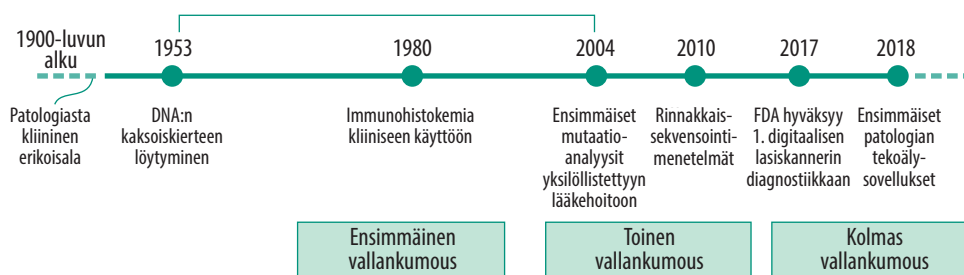 1900-luvun
alku
1953
1980
2004
2010
2017
2018
Patologiasta
kliininen
erikoisala
DNA:n
kaksoiskierteen
löytyminen
Immunohistokemia
kliiniseen käyttöön
Ensimmäiset
mutaatio-
analyysit
yksilöllistettyyn
lääkehoitoon
Rinnakkais-
sekvensointi-
menetelmät
FDA hyväksyy
1. digitaalisen
lasiskannerin
diagnostiikkaan
Ensimmäiset
patologian
tekoäly-
sovellukset
Ensimmäinen
vallankumous
Toinen
vallankumous
Kolmas
vallankumous